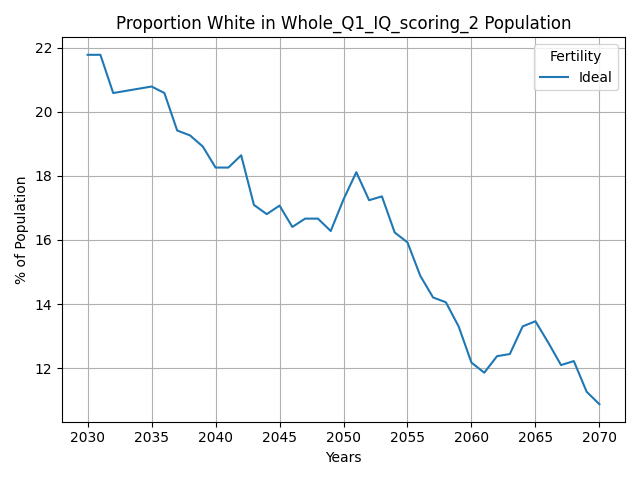 Proportion White in Whole_Q1_IQ_scoring_2 Population
Fertility
Ideal
% of Population
22
20
18
16
14
12
2030 2035 2040 2045 2050 2055 2060 2065 2070
Years